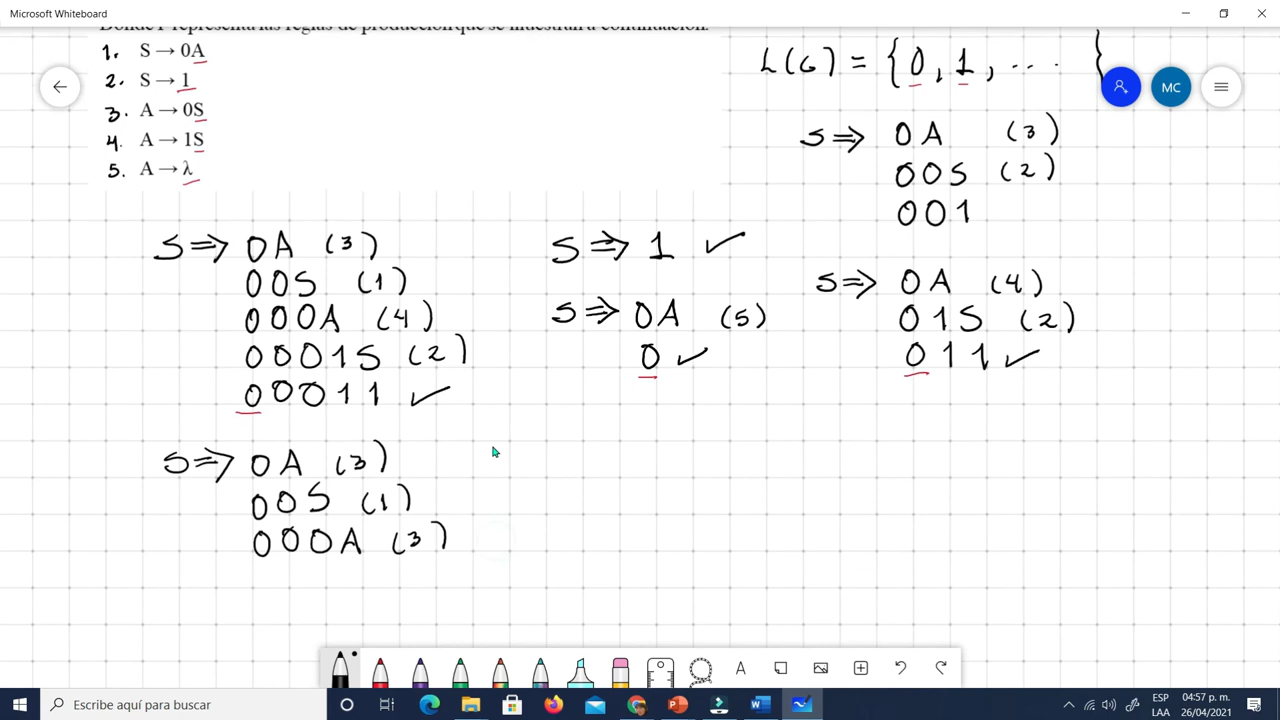 Microsoft Whiteboard
1. S → 0A
2. S → 1
3. A → 0S
4. A → 1S
5. A → λ
L(G) = {0, 1, .... }
MC
S ⇒ 0A (3)
00S (2)
001
S ⇒ 0A (3)
00S (1)
000A (4)
0001S (2)
00011 ✓
S ⇒ 1 ✓
S ⇒ 0A (5)
0 ✓
S ⇒ 0A (4)
01S (2)
011 ✓
S ⇒ 0A (3)
00S (1)
000A (3)
A
Escribe aquí para buscar
ESP
LAA
04:57 p. m.
26/04/2021